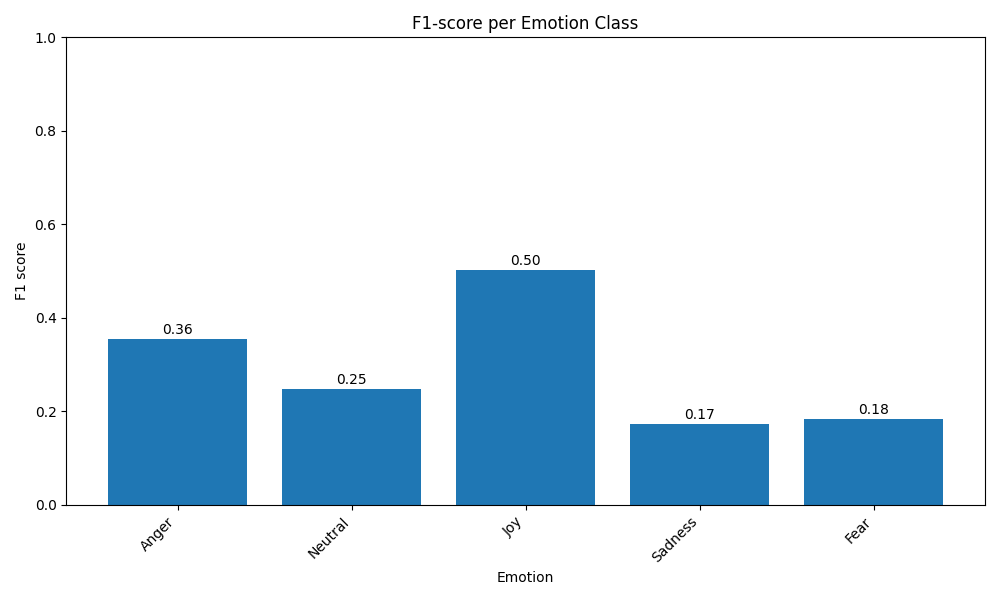 F1-score per Emotion Class
1.0
0.8
0.6
0.4
0.2
0.0
F1 score
0.36
0.25
0.50
0.17
0.18
Anger
Neutral
Joy
Sadness
Fear
Emotion